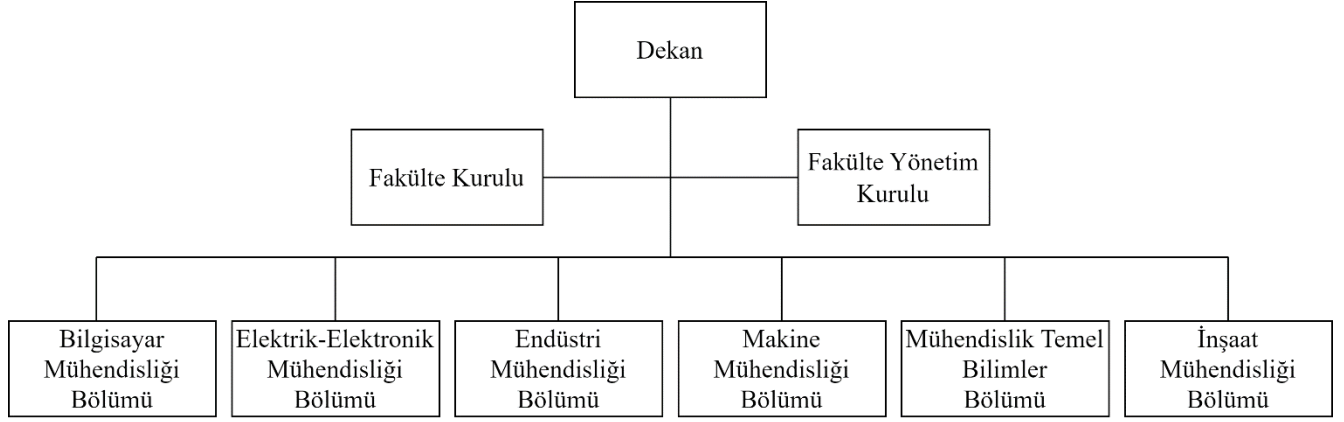 Dekan
Fakülte Kurulu
Fakülte Yönetim
Kurulu
Bilgisayar
Mühendisliği
Bölümü
Elektrik-Elektronik
Mühendisliği
Bölümü
Endüstri
Mühendisliği
Bölümü
Makine
Mühendisliği
Bölümü
Mühendislik Temel
Bilimler
Bölümü
İnşaat
Mühendisliği
Bölümü